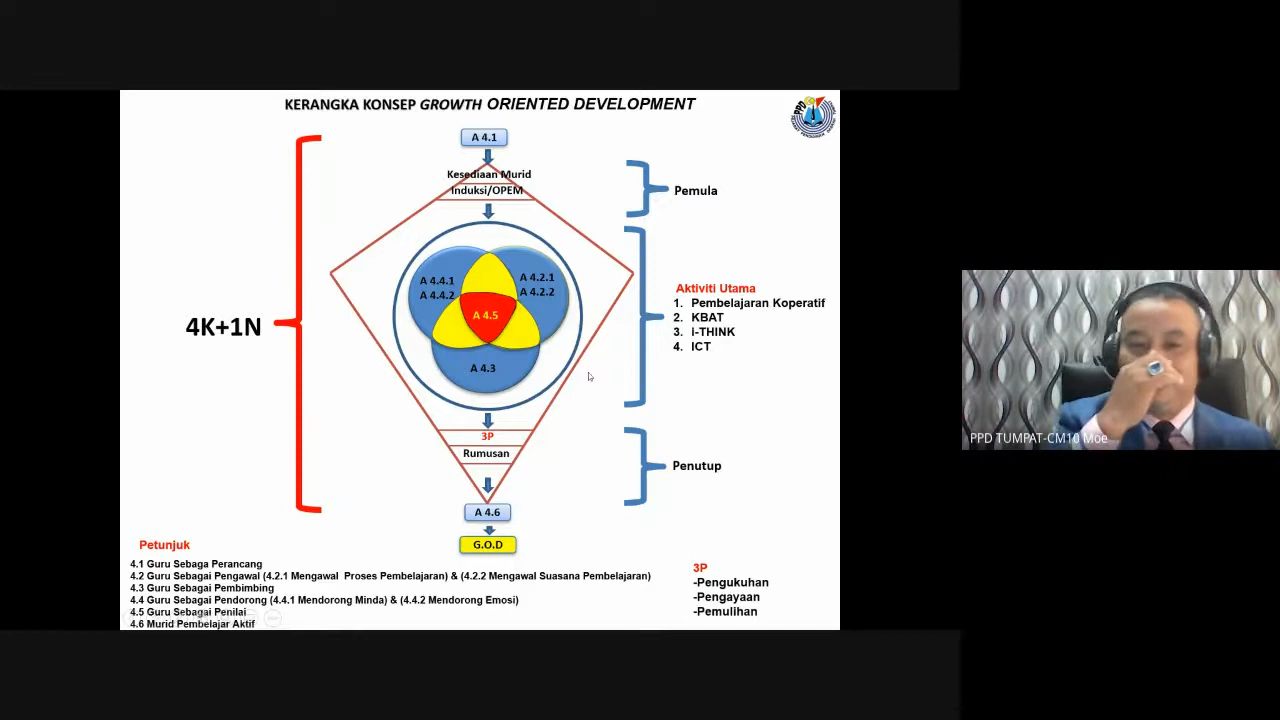 KERANGKA KONSEP GROWTH ORIENTED DEVELOPMENT
PPD
A 4.1
Kesediaan Murid
Induksi/OPEM
Pemula
A 4.4.1
A 4.4.2
A 4.2.1
A 4.2.2
A 4.5
A 4.3
4K+1N
Aktiviti Utama
1. Pembelajaran Koperatif
2. KBAT
3. i-THINK
4. ICT
3P
Rumusan
Penutup
A 4.6
G.O.D
Petunjuk
4.1 Guru Sebaga Perancang
4.2 Guru Sebagai Pengawal (4.2.1 Mengawal Proses Pembelajaran) & (4.2.2 Mengawal Suasana Pembelajaran)
4.3 Guru Sebagai Pembimbing
4.4 Guru Sebagai Pendorong (4.4.1 Mendorong Minda) & (4.4.2 Mendorong Emosi)
4.5 Guru Sebagai Penilai
4.6 Murid Pembelajar Aktif
3P
-Pengukuhan
-Pengayaan
-Pemulihan
PPD TUMPAT-CM10 Moe